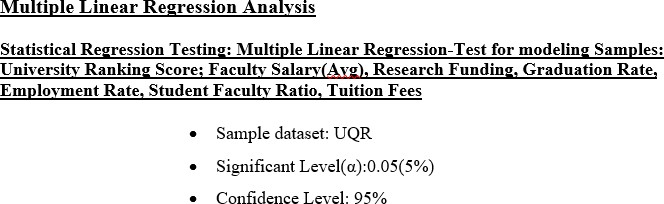 Multiple Linear Regression Analysis
Statistical Regression Testing: Multiple Linear Regression-Test for modeling Samples:
University Ranking Score; Faculty Salary(Avg), Research Funding, Graduation Rate,
Employment Rate, Student Faculty Ratio, Tuition Fees
• Sample dataset: UQR
• Significant Level(α):0.05(5%)
• Confidence Level: 95%